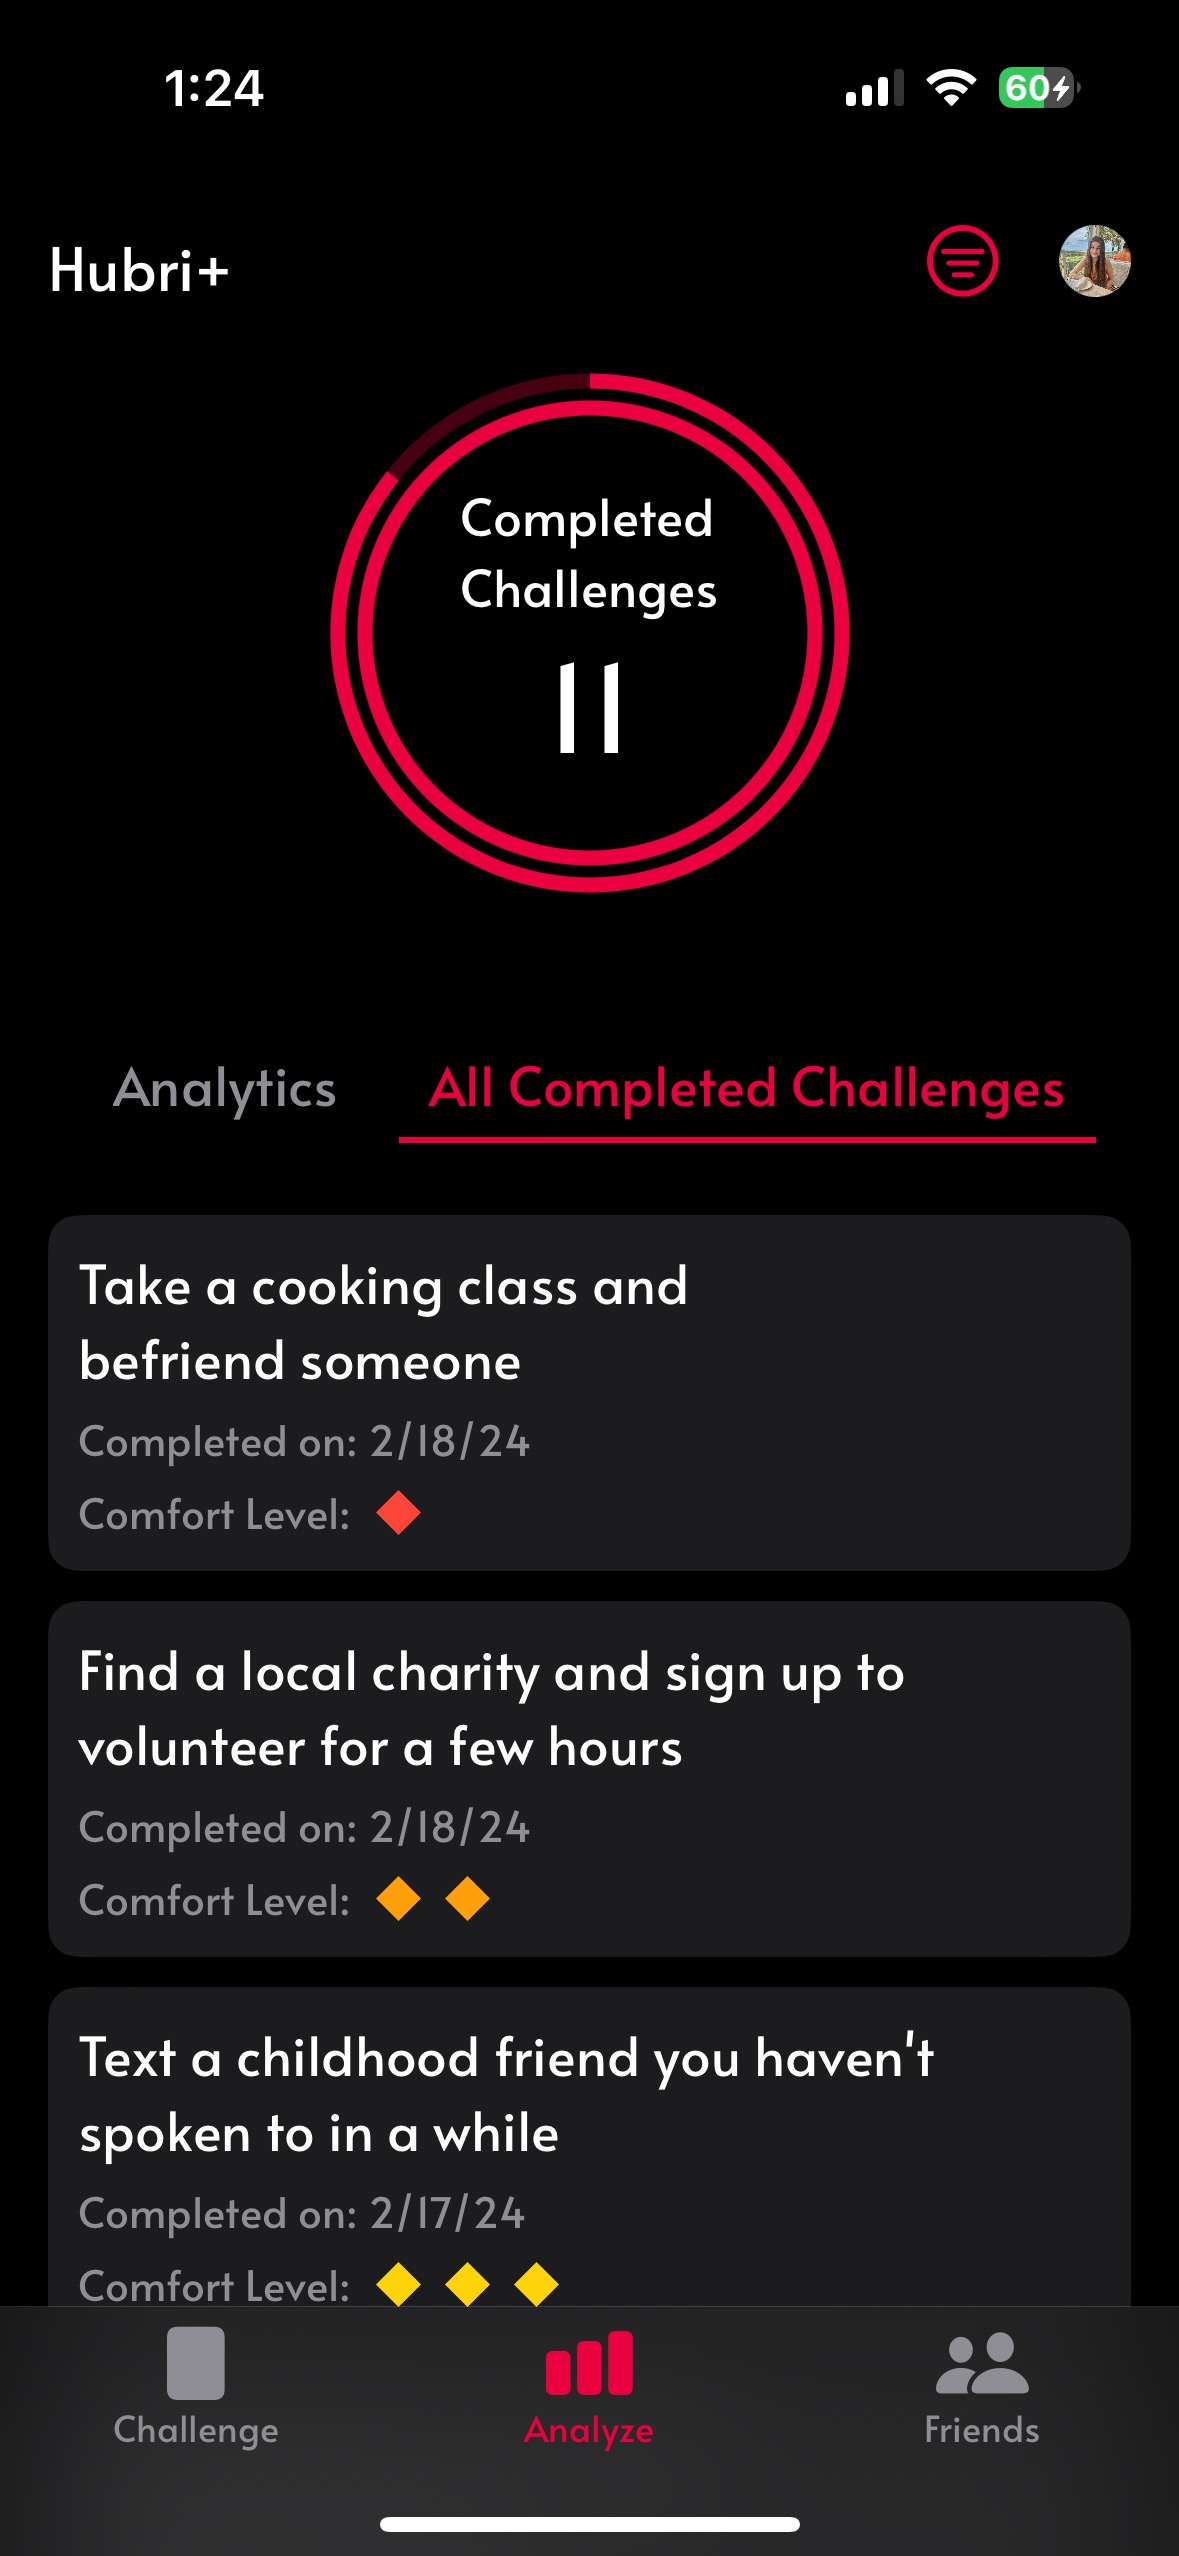 1:24
60
Hubri+
Completed
Challenges
11
Analytics
All Completed Challenges
Take a cooking class and
befriend someone
Completed on: 2/18/24
Comfort Level:
Find a local charity and sign up to
volunteer for a few hours
Completed on: 2/18/24
Comfort Level:
Text a childhood friend you haven't
spoken to in a while
Completed on: 2/17/24
Comfort Level:
Challenge
Analyze
Friends